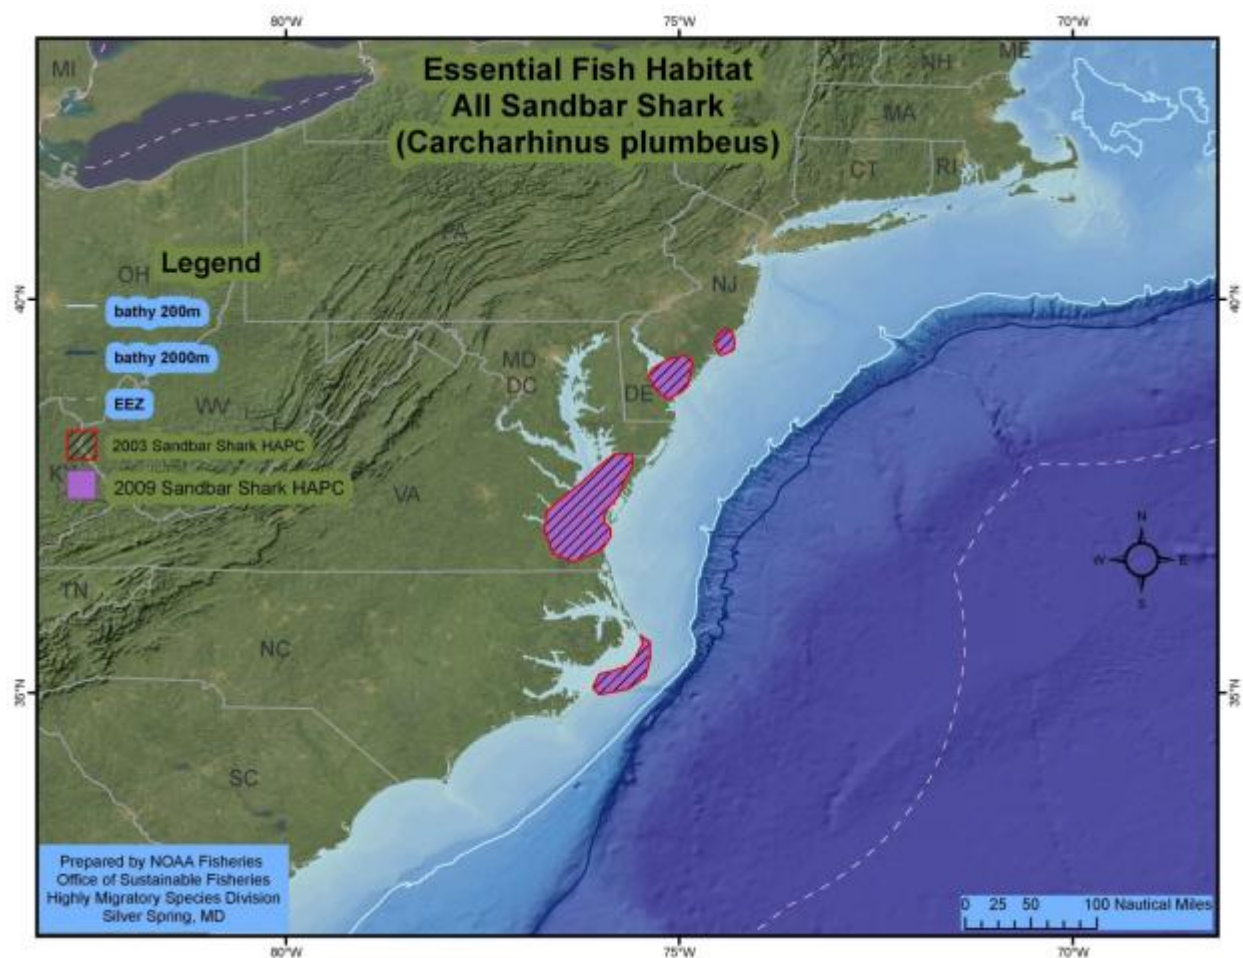 80°W
75°W
70°W
Essential Fish Habitat
All Sandbar Shark
(Carcharhinus plumbeus)
MI
NH
ME
MA
CT
RI
PA
OH
Legend
NJ
40°N
40°N
bathy 200m
bathy 2000m
EEZ
MD
DC
DE
WV
2003 Sandbar Shark HAPC
2009 Sandbar Shark HAPC
VA
N
W
E
S
TN
NC
35°N
35°N
SC
Prepared by NOAA Fisheries
Office of Sustainable Fisheries
Highly Migratory Species Division
Silver Spring, MD
0 25 50 100 Nautical Miles
80°W
75°W
70°W